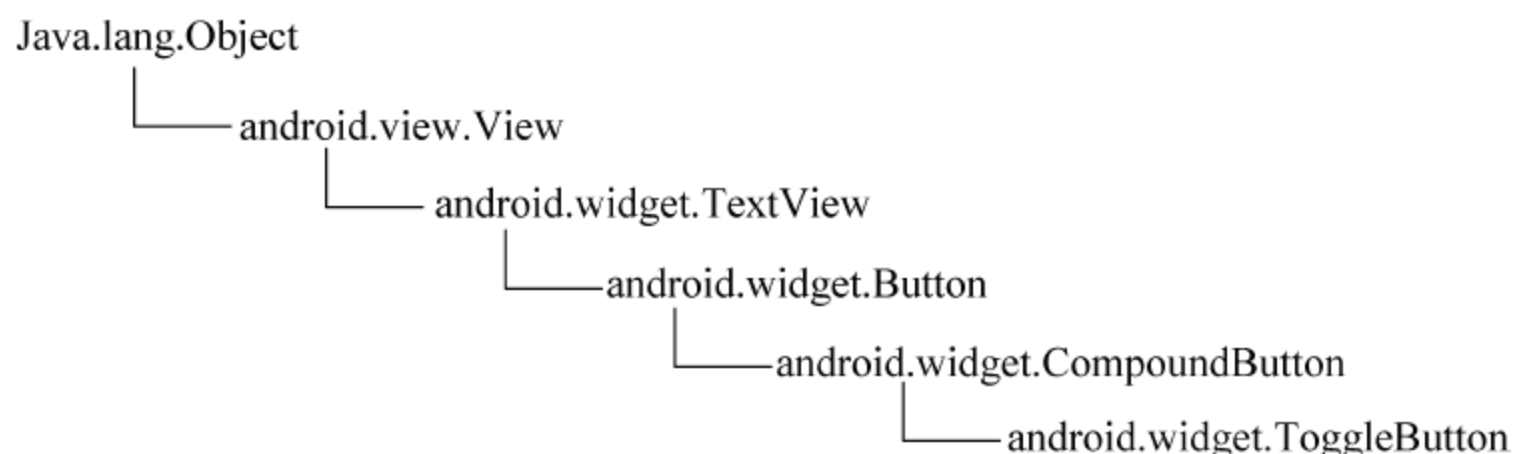 Java.lang.Object
android.view.View
android.widget.TextView
android.widget.Button
android.widget.CompoundButton
android.widget.ToggleButton